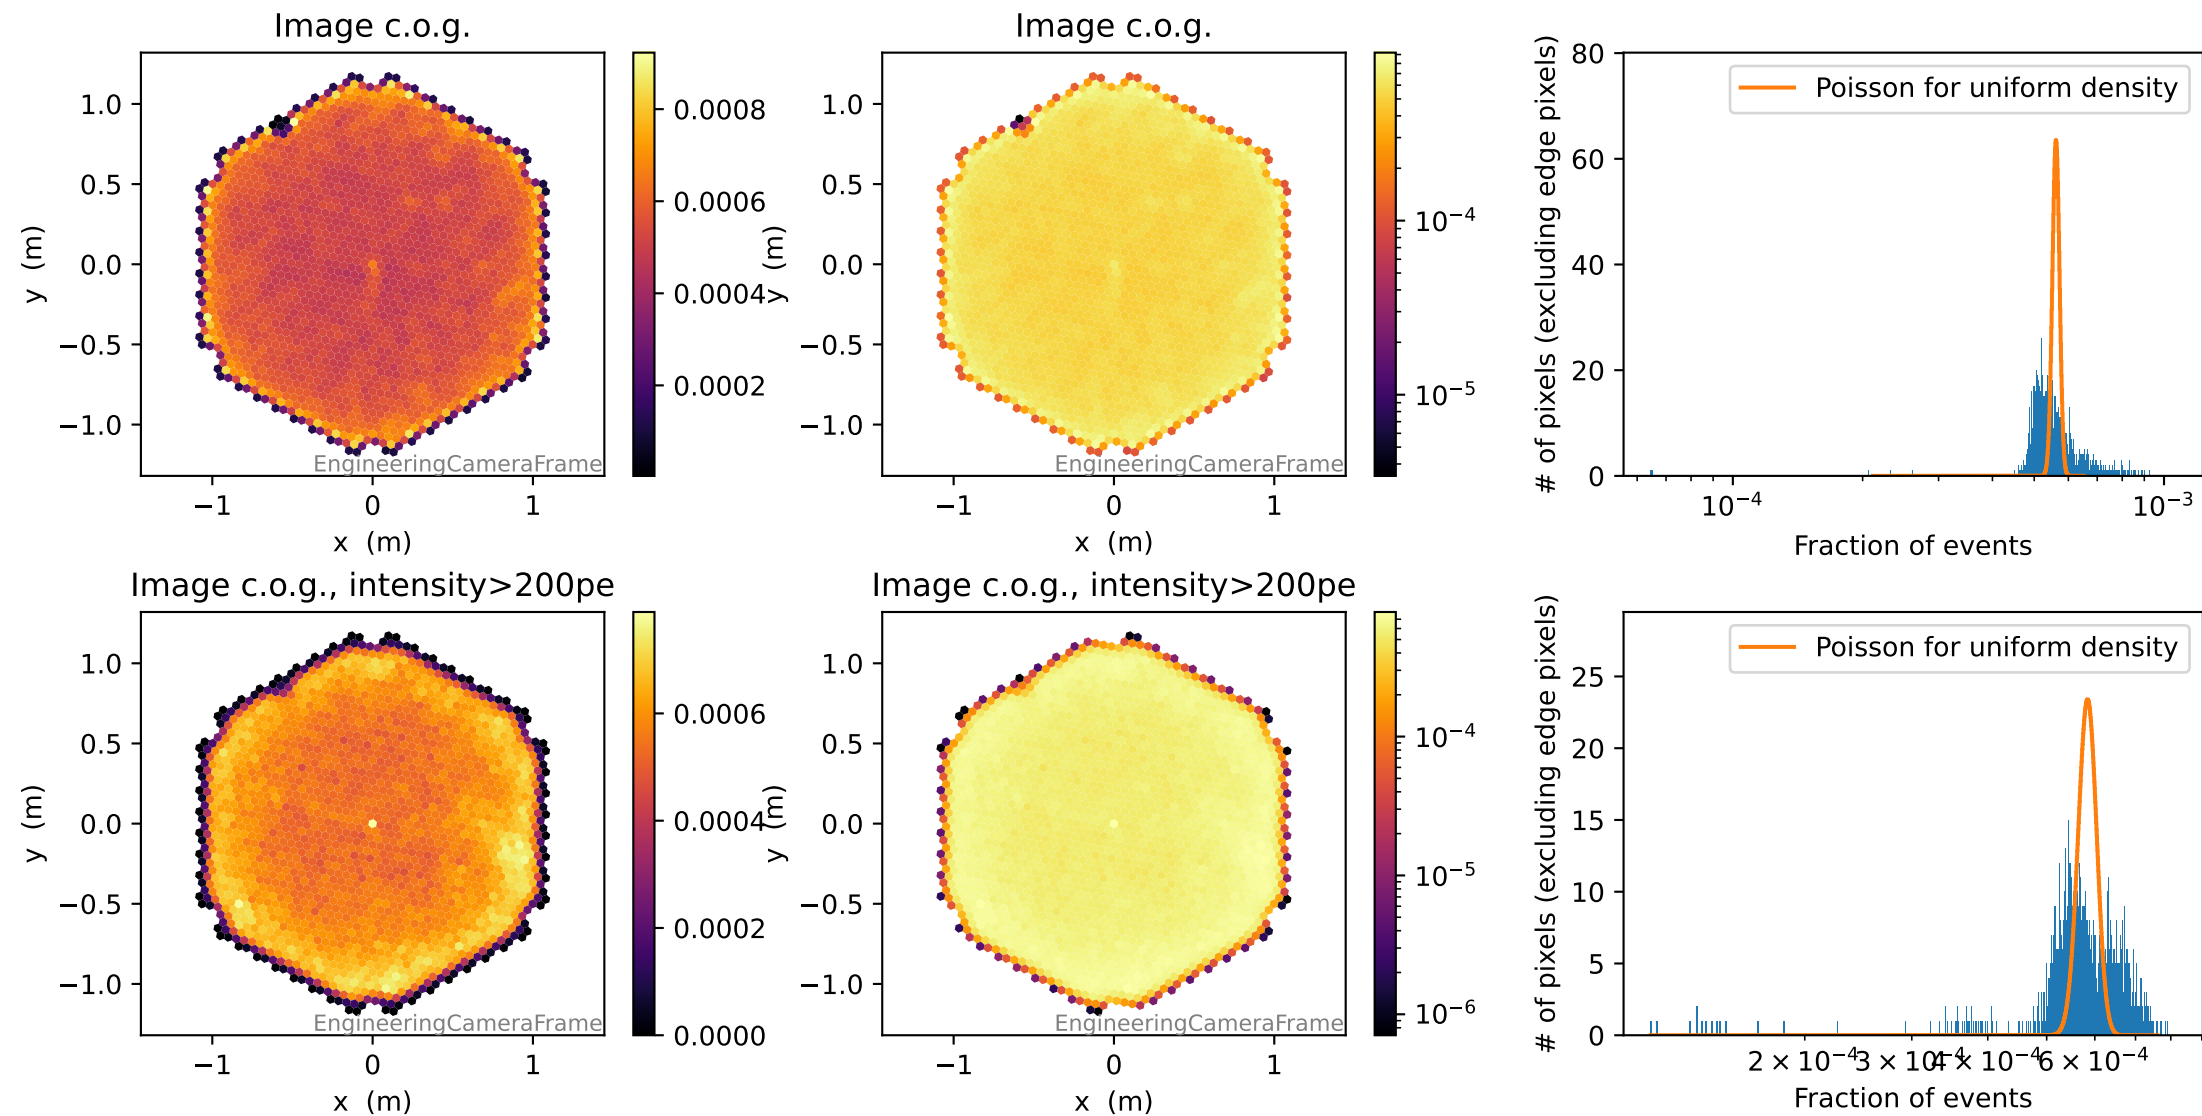 Image c.o.g.
1.0
0.5
0.0
−0.5
−1.0
y (m)
−1
0
1
x (m)
EngineeringCameraFrame
0.0008
0.0006
0.0004
0.0002
Image c.o.g.
1.0
0.5
0.0
−0.5
−1.0
y (m)
−1
0
1
x (m)
EngineeringCameraFrame
10−4
10−5
80
60
40
20
0
# of pixels (excluding edge pixels)
Poisson for uniform density
10−4
10−3
Fraction of events
Image c.o.g., intensity>200pe
1.0
0.5
0.0
−0.5
−1.0
y (m)
−1
0
1
x (m)
EngineeringCameraFrame
0.0006
0.0004
0.0002
0.0000
Image c.o.g., intensity>200pe
1.0
0.5
0.0
−0.5
−1.0
y (m)
−1
0
1
x (m)
EngineeringCameraFrame
10−4
10−5
10−6
25
20
15
10
5
0
# of pixels (excluding edge pixels)
Poisson for uniform density
2 × 10−4
3 × 10−4
4 × 10−4
6 × 10−4
Fraction of events